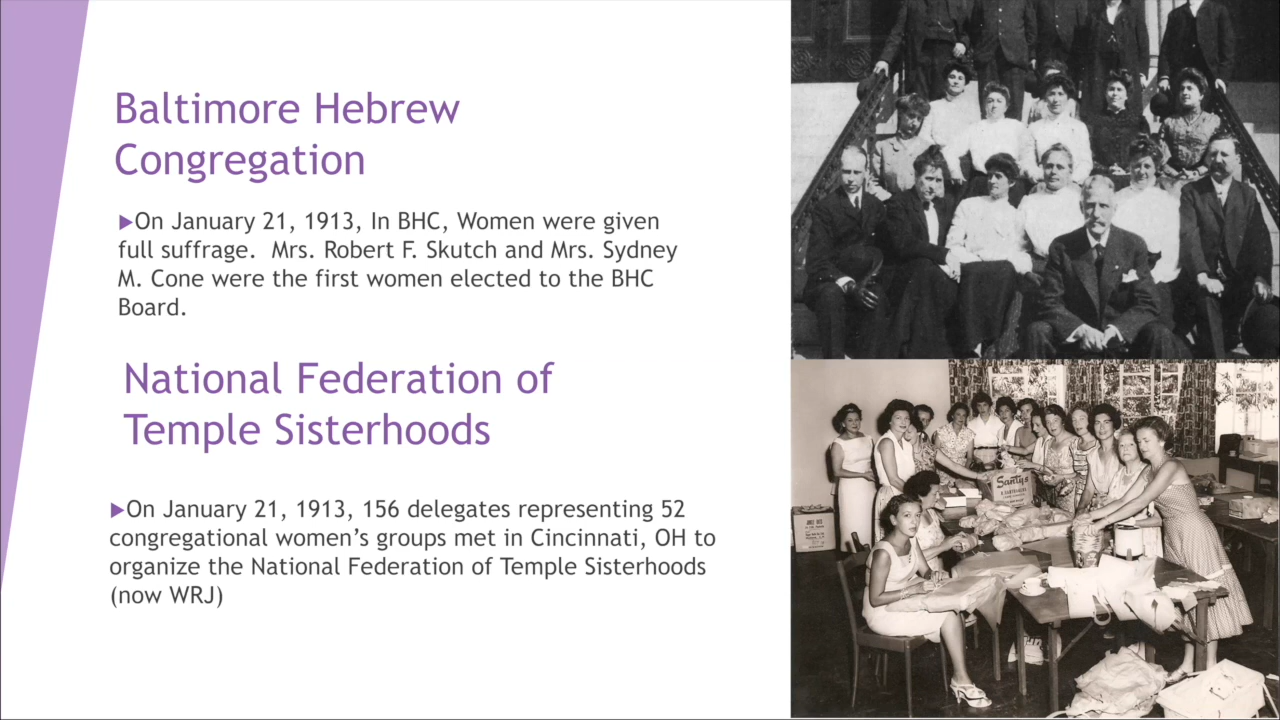 Baltimore Hebrew
Congregation
On January 21, 1913, In BHC, Women were given
full suffrage.  Mrs. Robert F. Skutch and Mrs. Sydney
M. Cone were the first women elected to the BHC
Board.
National Federation of
Temple Sisterhoods
On January 21, 1913, 156 delegates representing 52
congregational women’s groups met in Cincinnati, OH to
organize the National Federation of Temple Sisterhoods
(now WRJ)
Santys